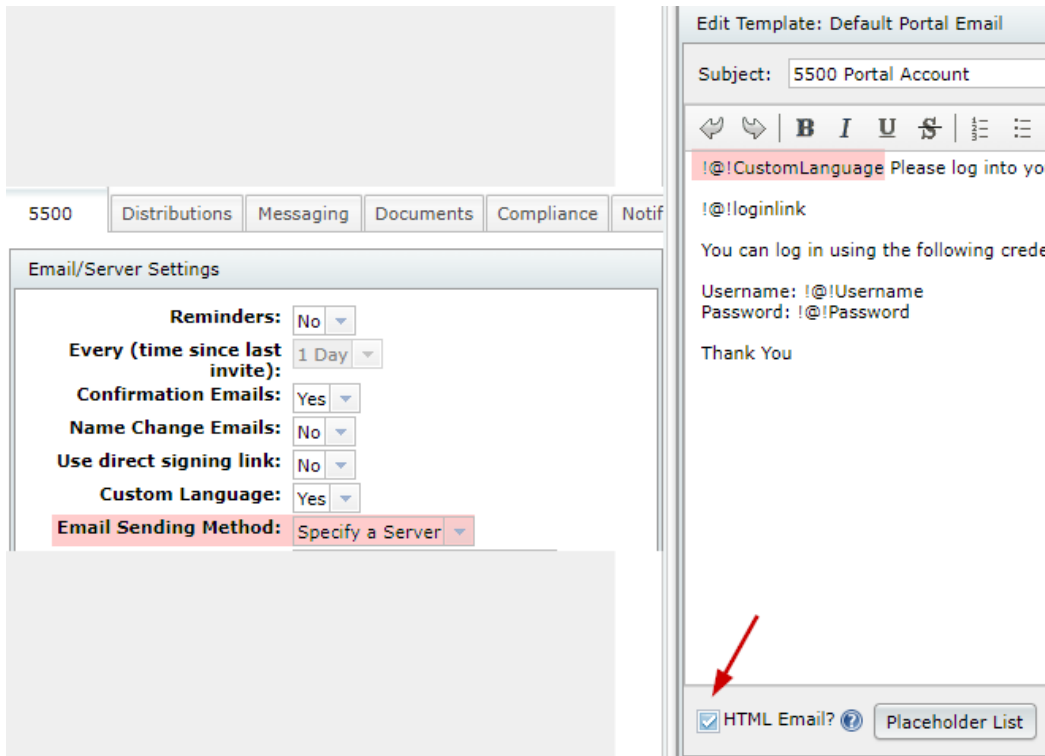 5500
Distributions
Messaging
Documents
Compliance
Notif
Email/Server Settings
Reminders: No
Every (time since last
invite): 1 Day
Confirmation Emails: Yes
Name Change Emails: No
Use direct signing link: No
Custom Language: Yes
Email Sending Method: Specify a Server
Edit Template: Default Portal Email
Subject: 5500 Portal Account
B I U S
!@!CustomLanguage Please log into yo
!@!loginlink
You can log in using the following crede
Username: !@!Username
Password: !@!Password
Thank You
HTML Email? ? Placeholder List